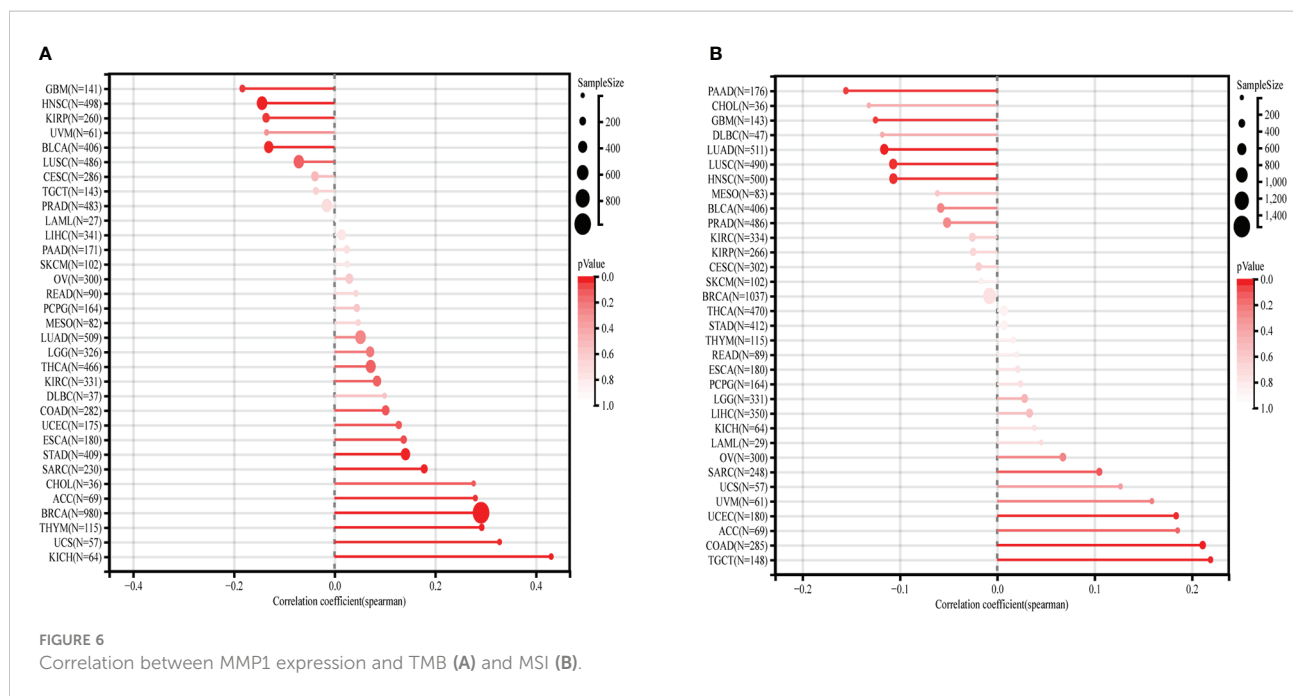 A
GBM(N=141)
HNSC(N=498)
KIRP(N=260)
UVM(N=61)
BLCA(N=406)
LUSC(N=486)
CESC(N=286)
TGCT(N=143)
PRAD(N=483)
LAML(N=27)
LIHC(N=341)
PAAD(N=171)
SKCM(N=102)
OV(N=300)
READ(N=90)
PCPG(N=164)
MESO(N=82)
LUAD(N=509)
LGG(N=326)
THCA(N=466)
KIRC(N=331)
DLBC(N=37)
COAD(N=282)
UCEC(N=175)
ESCA(N=180)
STAD(N=409)
SARC(N=230)
CHOL(N=36)
ACC(N=69)
BRCA(N=980)
THYM(N=115)
UCS(N=57)
KICH(N=64)
−0.4 −0.2 0.0 0.2 0.4
Correlation coefficient(spearman)
SampleSize
200
400
600
800
pValue
0.0
0.2
0.4
0.6
0.8
1.0
B
PAAD(N=176)
CHOL(N=36)
GBM(N=143)
DLBC(N=47)
LUAD(N=511)
LUSC(N=490)
HNSC(N=500)
MESO(N=83)
BLCA(N=406)
PRAD(N=486)
KIRC(N=334)
KIRP(N=266)
CESC(N=302)
SKCM(N=102)
BRCA(N=1037)
THCA(N=470)
STAD(N=412)
THYM(N=115)
READ(N=89)
ESCA(N=180)
PCPG(N=164)
LGG(N=331)
LIHC(N=350)
KICH(N=64)
LAML(N=29)
OV(N=300)
SARC(N=248)
UCS(N=57)
UVM(N=61)
UCEC(N=180)
ACC(N=69)
COAD(N=285)
TGCT(N=148)
−0.2 −0.1 0.0 0.1 0.2
Correlation coefficient(spearman)
SampleSize
200
400
600
800
1,000
1,200
1,400
pValue
0.0
0.2
0.4
0.6
0.8
1.0
FIGURE 6
Correlation between MMP1 expression and TMB (A) and MSI (B).